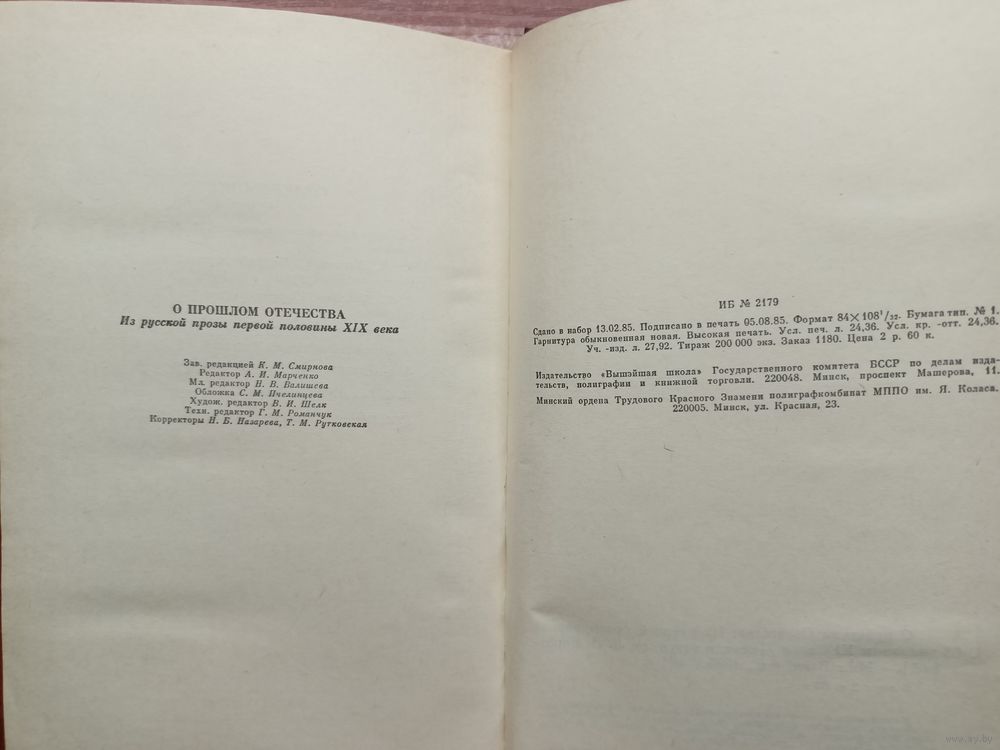 О ПРОШЛОМ ОТЕЧЕСТВА
Из русской прозы первой половины XIX века
Зав. редакцией К. М. Смирнова
Редактор А. И. Марченко
Мл. редактор Н. В. Валишева
Обложка С. М. Пчелинцева
Худож. редактор В. И. Шелк
Техн. редактор Г. М. Романчук
Корректоры Н. Б. Назарева, Т. М. Рутковская
ИБ № 2179
Сдано в набор 13.02.85. Подписано в печать 05.08.85. Формат 84×108¹/₃₂. Бумага тип. № 1.
Гарнитура обыкновенная новая. Высокая печать. Усл. печ. л. 24,36. Усл. кр. -отт. 24,36.
Уч. -изд. л. 27,92. Тираж 200 000 экз. Заказ 1180. Цена 2 р. 60 к.
Издательство «Вышэйшая школа» Государственного комитета БССР по делам изда-
тельств, полиграфии и книжной торговли. 220048. Минск, проспект Машерова, 11.
Минский ордена Трудового Красного Знамени полиграфкомбинат МППО им. Я. Коласа.
220005. Минск, ул. Красная, 23.
www.ay.by